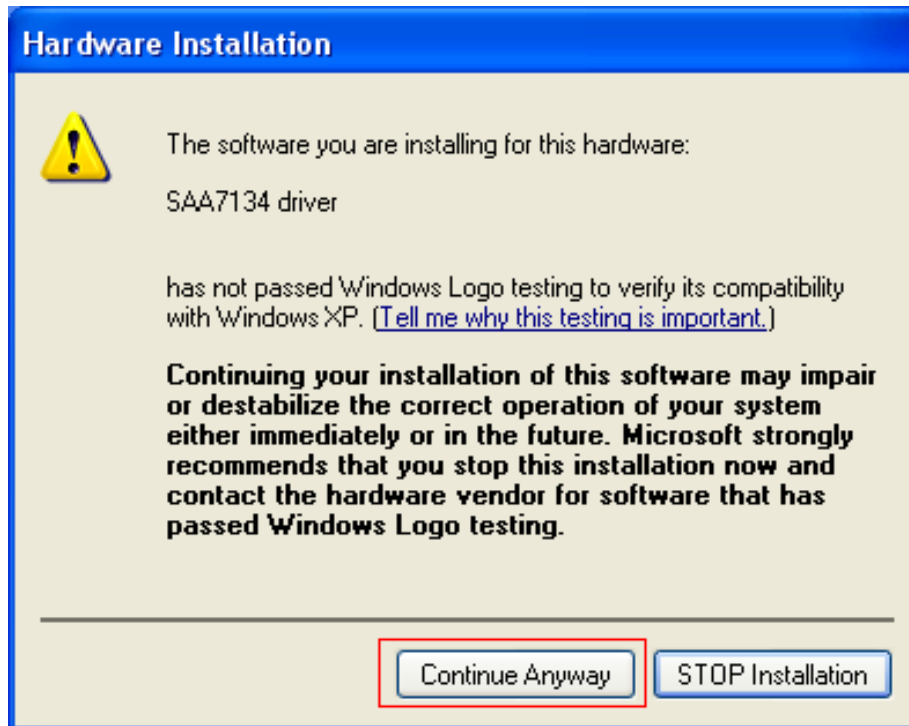 Hardware Installation
The software you are installing for this hardware:
SAA7134 driver
has not passed Windows Logo testing to verify its compatibility
with Windows XP. (Tell me why this testing is important.)
Continuing your installation of this software may impair
or destabilize the correct operation of your system
either immediately or in the future. Microsoft strongly
recommends that you stop this installation now and
contact the hardware vendor for software that has
passed Windows Logo testing.
Continue Anyway
STOP Installation